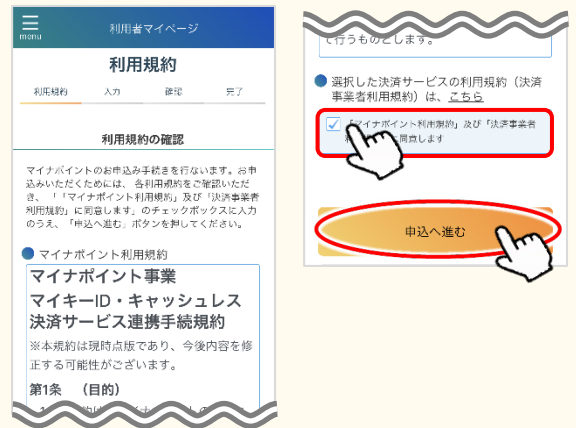 menu
利用者マイページ
利用規約
利用規約
入力
確認
完了
利用規約の確認
マイナポイントのお申込み手続きを行ないます。お申
込みいただくためには、 各利用規約をご確認いただ
き、「「マイナポイント利用規約」及び「決済事業者
利用規約」に同意します」のチェックボックスに入力
のうえ、「申込へ進む」ボタンを押してください。
マイナポイント利用規約
マイナポイント事業
マイキーID・キャッシュレス
決済サービス連携手続規約
※本規約は現時点版であり、今後内容を修
正する可能性がございます。
第1条 （目的）
て行うものとします。
選択した決済サービスの利用規約（決済
事業者利用規約）は、こちら
「マイナポイント利用規約」及び「決済事業者
に同意します
申込へ進む